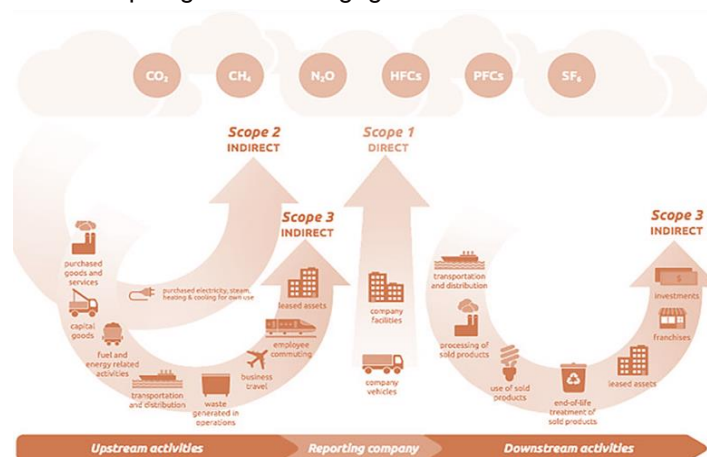 CO₂
CH₄
N₂O
HFCs
PFCs
SF₆
Scope 2
INDIRECT
Scope 1
DIRECT
Scope 3
INDIRECT
Scope 3
INDIRECT
purchased
goods and
services
capital
goods
fuel and
energy related
activities
transportation
and distribution
waste
generated in
operations
business
travel
employee
commuting
leased assets
purchased electricity, steam,
heating & cooling for own use
company
facilities
company
vehicles
transportation
and distribution
processing of
sold products
use of sold
products
end-of-life
treatment of
sold products
leased assets
franchises
investments
Upstream activities
Reporting company
Downstream activities